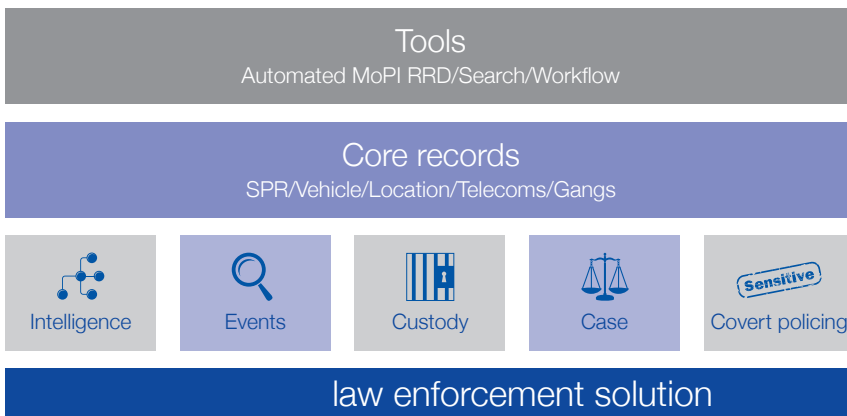 Tools
Automated MoPI RRD/Search/Workflow
Core records
SPR/Vehicle/Location/Telecoms/Gangs
Sensitive
Intelligence
Events
Custody
Case
Covert policing
law enforcement solution